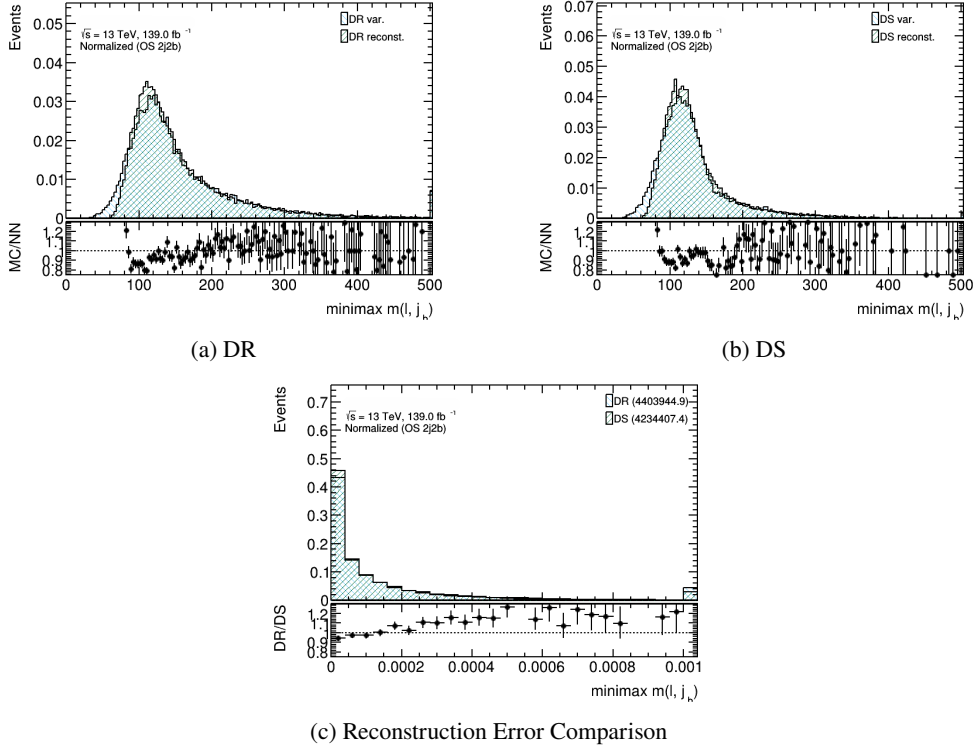 Events
0.05
0.04
0.03
0.02
0.01
0
DR var.
DR reconst.
√s = 13 TeV, 139.0 fb⁻¹
Normalized (OS 2j2b)
MC/NN
1.2
1.1
1
0.9
0.8
0 100 200 300 400 500
minimax m(l, j_b)
(a) DR
Events
0.07
0.06
0.05
0.04
0.03
0.02
0.01
0
DS var.
DS reconst.
√s = 13 TeV, 139.0 fb⁻¹
Normalized (OS 2j2b)
MC/NN
1.2
1.1
1
0.9
0.8
0 100 200 300 400 500
minimax m(l, j_b)
(b) DS
Events
0.7
0.6
0.5
0.4
0.3
0.2
0.1
0
DR (4403944.9)
DS (4234407.4)
√s = 13 TeV, 139.0 fb⁻¹
Normalized (OS 2j2b)
DR/DS
1.2
1.1
1
0.9
0.8
0 0.0002 0.0004 0.0006 0.0008 0.001
minimax m(l, j_b)
(c) Reconstruction Error Comparison